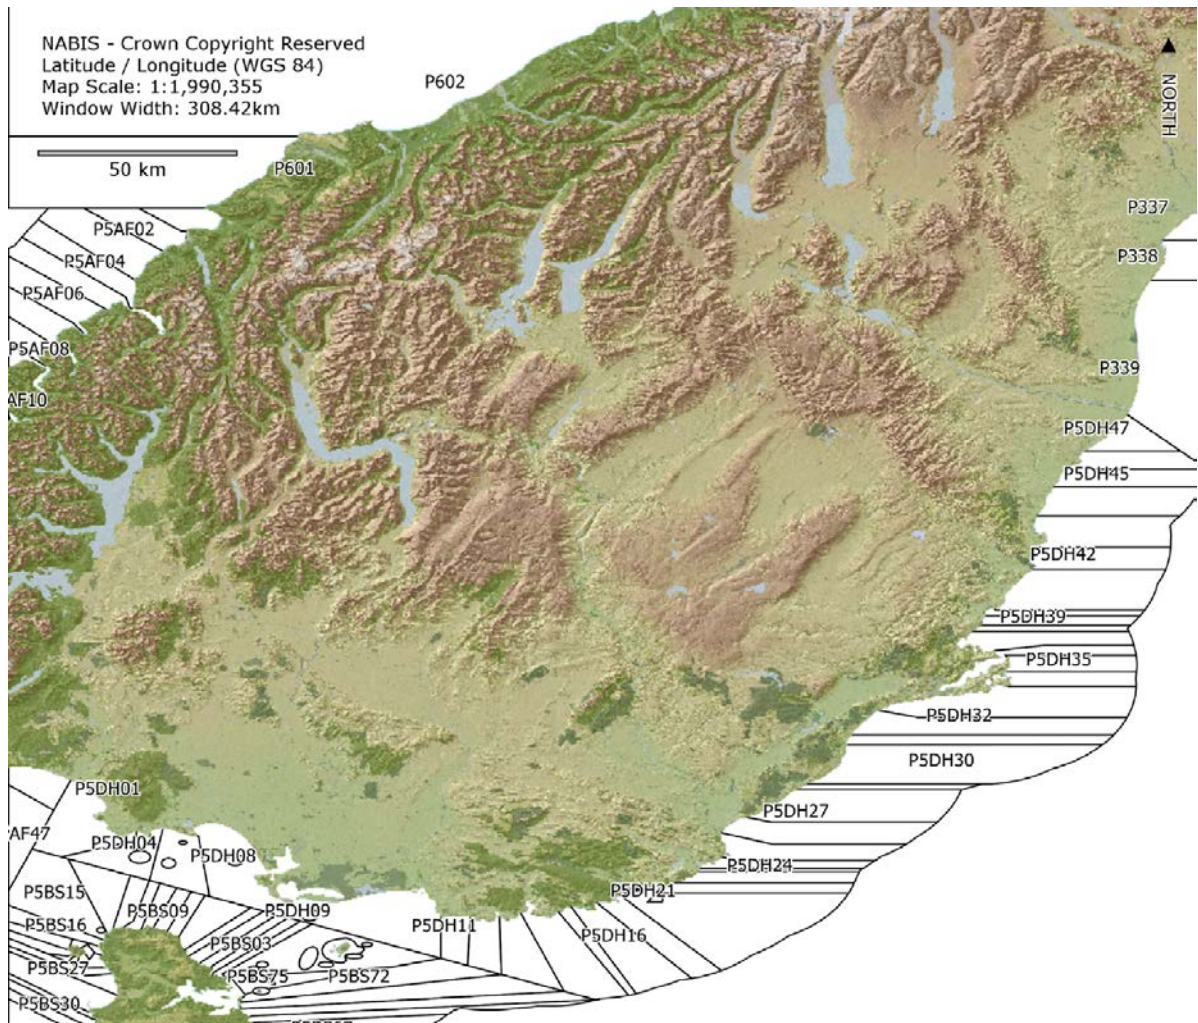 NABIS - Crown Copyright Reserved
Latitude / Longitude (WGS 84)
Map Scale: 1:1,990,355
Window Width: 308.42km
50 km
NORTH
P602
P601
P337
P5AF02
P338
P5AF04
P5AF06
P5AF08
P339
AF10
P5DH47
P5DH45
P5DH42
P5DH39
P5DH35
P5DH32
P5DH30
P5DH01
P5DH27
AF47
P5DH04
P5DH08
P5DH24
P5BS15
P5DH21
P5BS09
P5DH09
P5BS16
P5DH11
P5DH16
P5BS03
P5BS27
P5BS75
P5BS72
P5BS30